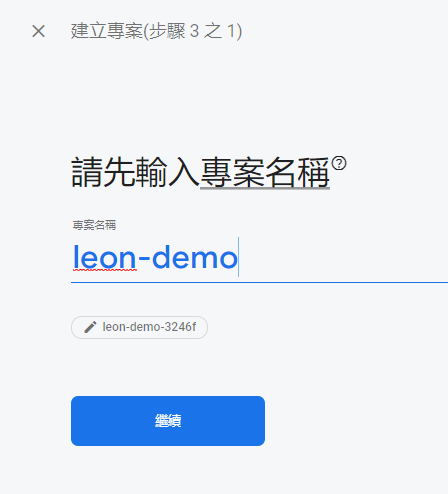 建立專案(步驟 3 之 1)
請先輸入專案名稱
專案名稱
leon-demo
leon-demo-3246f
繼續